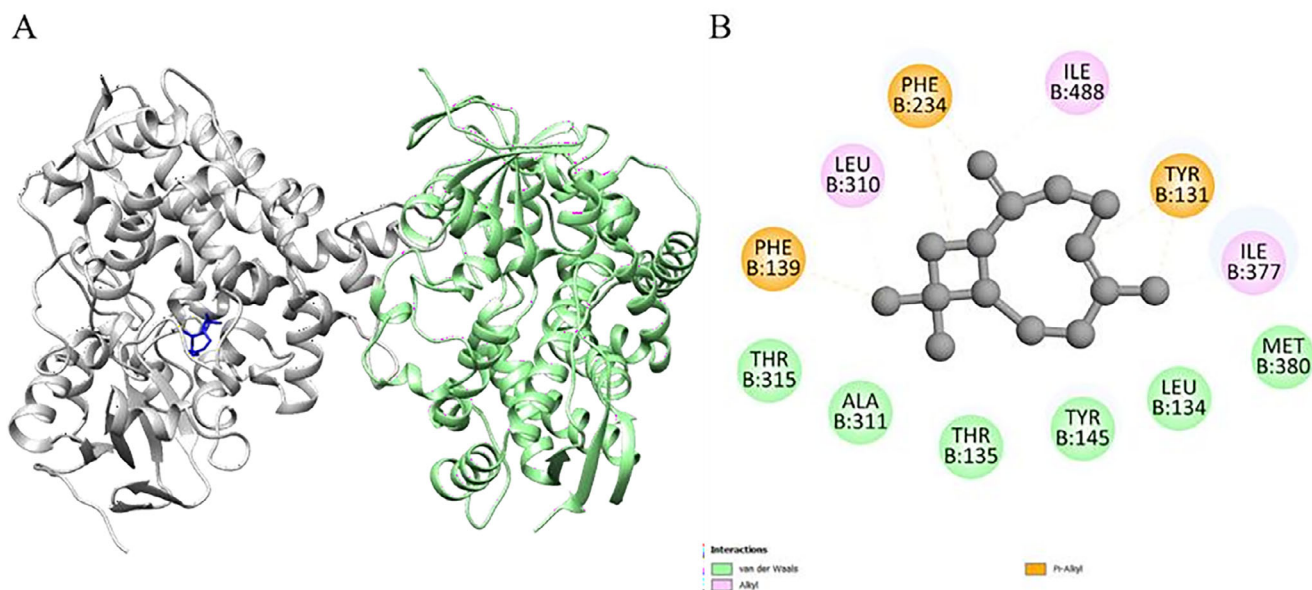 A
B
PHE
B:234
ILE
B:488
LEU
B:310
TYR
B:131
PHE
B:139
ILE
B:377
THR
B:315
MET
B:380
ALA
B:311
LEU
B:134
THR
B:135
TYR
B:145
Interactions
van der Waals
Pi-Alkyl
Alkyl